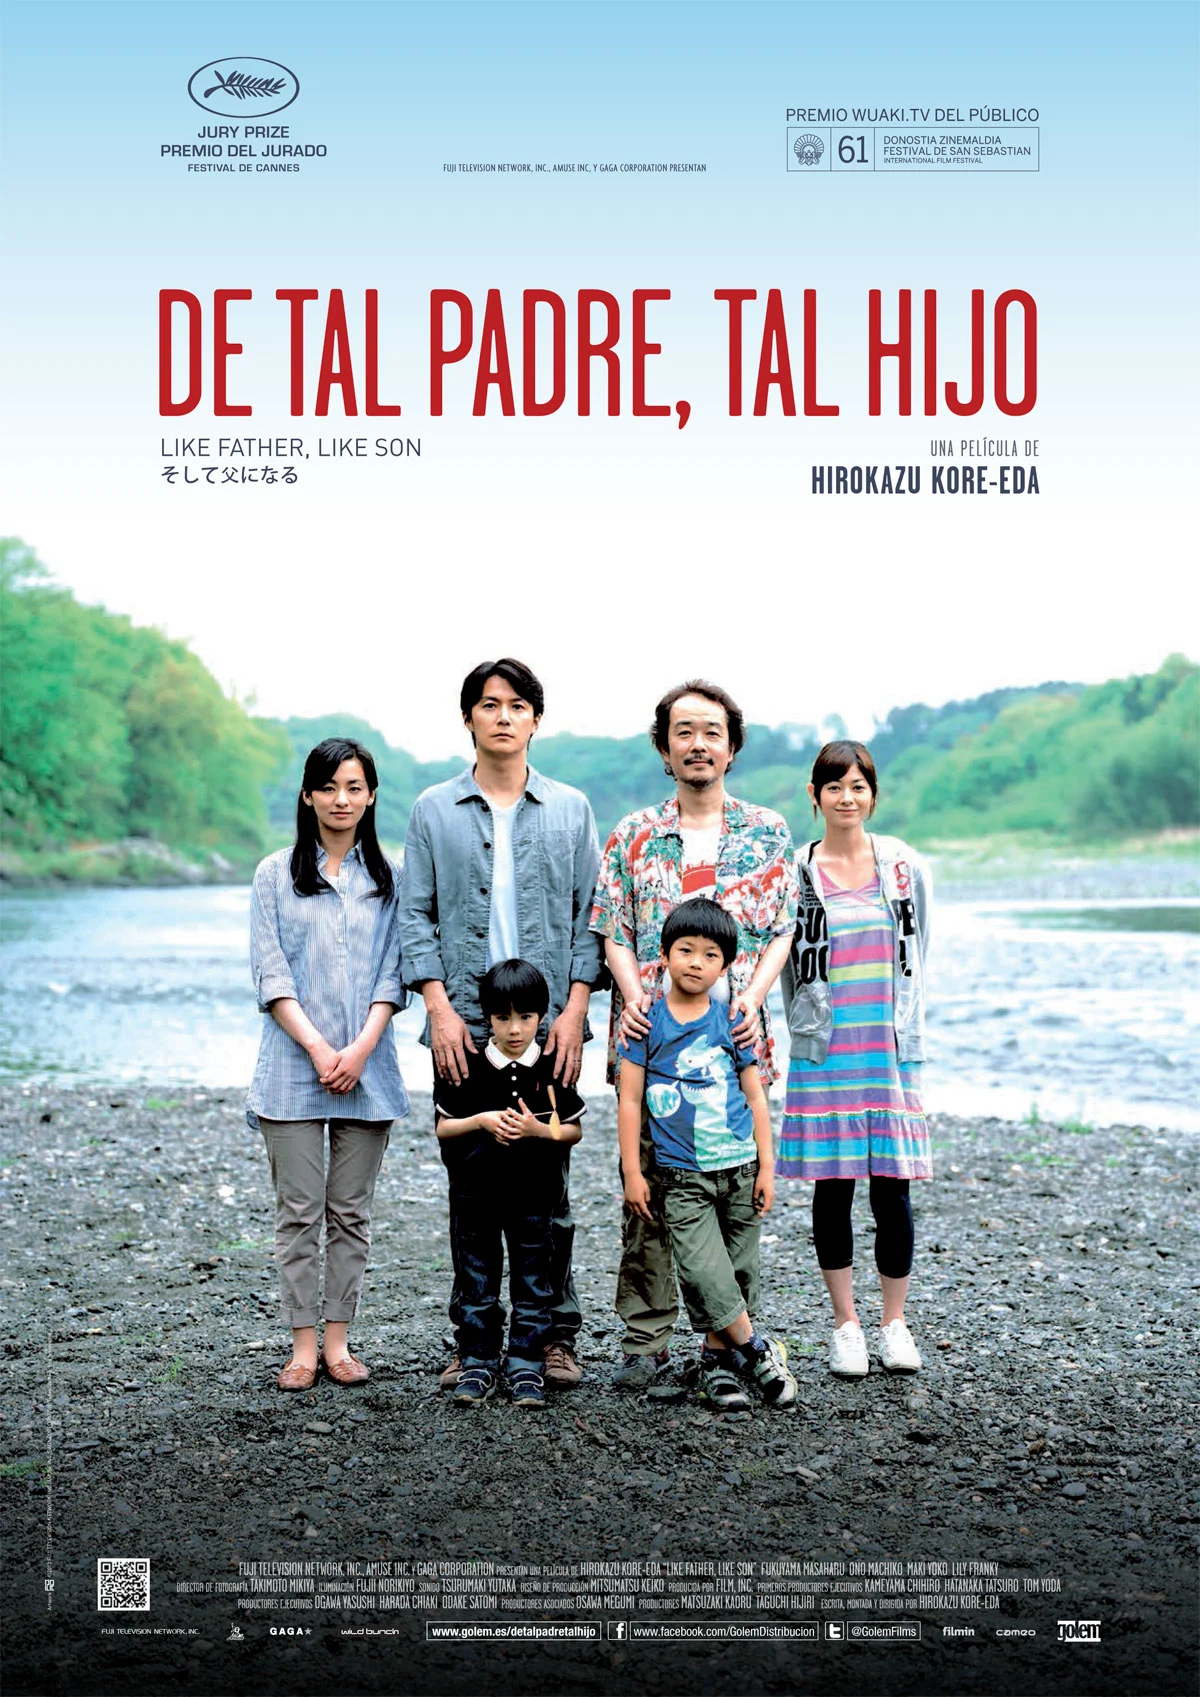 JURY PRIZE
PREMIO DEL JURADO
FESTIVAL DE CANNES
FUJI TELEVISION NETWORK, INC., AMUSE INC, Y GAGA CORPORATION PRESENTAN
PREMIO WUAKI.TV DEL PÚBLICO
61
DONOSTIA ZINEMALDIA
FESTIVAL DE SAN SEBASTIAN
INTERNATIONAL FILM FESTIVAL
DE TAL PADRE, TAL HIJO
LIKE FATHER, LIKE SON
そして父になる
UNA PELÍCULA DE
HIROKAZU KORE-EDA
FUJI TELEVISION NETWORK, INC., AMUSE INC. Y GAGA CORPORATION PRESENTAN UNA PELÍCULA DE HIROKAZU KORE-EDA "LIKE FATHER, LIKE SON" FUKUYAMA MASAHARU ONO MACHIKO MAKI YOKO LILY FRANKY
DIRECTOR DE FOTOGRAFÍA TAKIMOTO MIKIYA ILUMINACIÓN FUJII NORIKIYO SONIDO TSURUMAKI YUTAKA DISEÑO DE PRODUCCIÓN MITSUMATSU KEIKO PRODUCIDA POR FILM, INC. PRIMEROS PRODUCTORES EJECUTIVOS KAMEYAMA CHIHIRO HATANAKA TATSURO TOM YODA
PRODUCTORES EJECUTIVOS OGAWA YASUSHI HARADA CHIAKI ODAKE SATOMI PRODUCTORES ASOCIADOS OSAWA MEGUMI PRODUCTORES MATSUZAKI KAORU TAGUCHI HIJIRI ESCRITA, MONTADA Y DIRIGIDA POR HIROKAZU KORE-EDA
FUJI TELEVISION NETWORK, INC.
GAGA★
wild bunch
www.golem.es/detalpadretalhijo
f www.facebook.com/GolemDistribucion
t @GolemFilms
filmin
cameo
golem